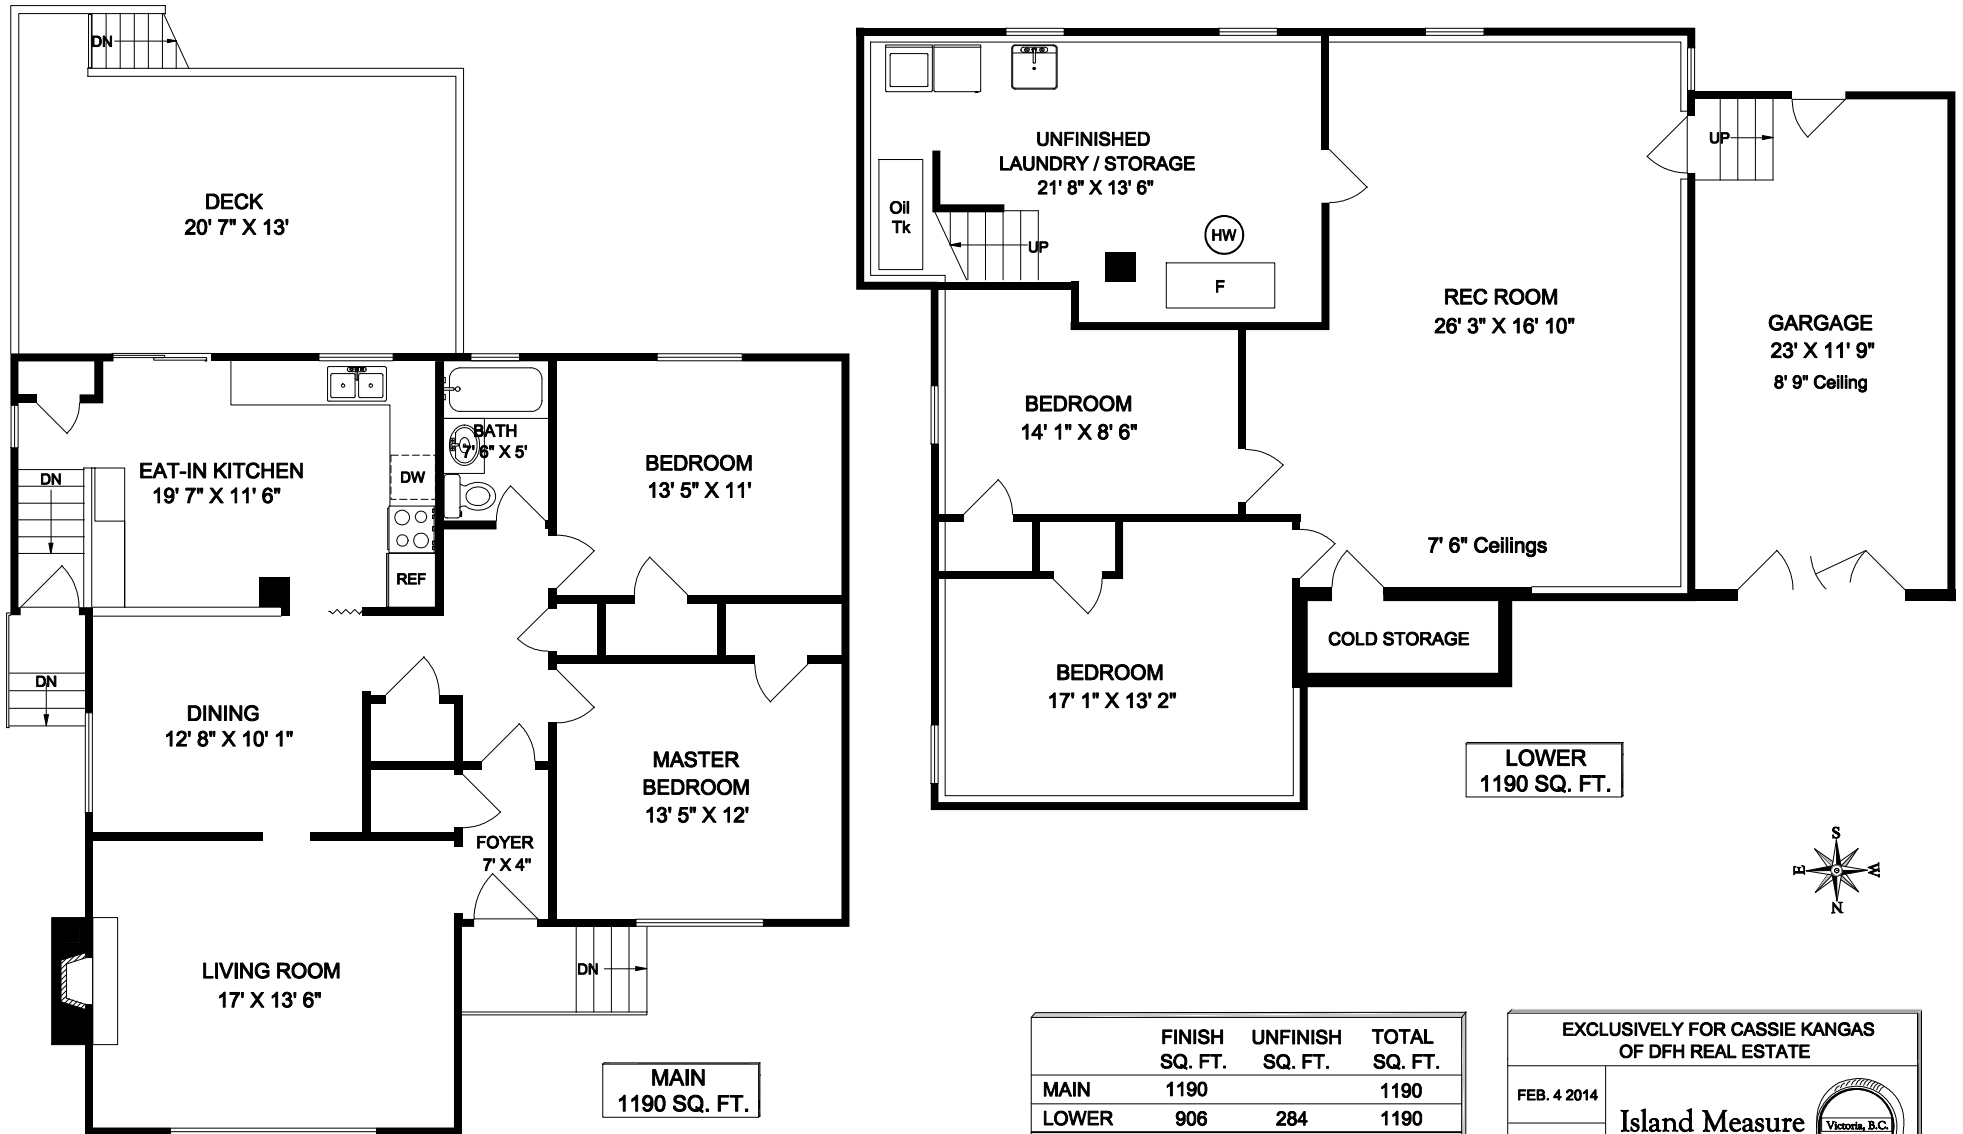 DN
DECK
20' 7" X 13'
EAT-IN KITCHEN
19' 7" X 11' 6"
DN
DW
REF
BATH
7' 6" X 5'
BEDROOM
13' 5" X 11'
DN
DINING
12' 8" X 10' 1"
MASTER
BEDROOM
13' 5" X 12'
FOYER
7' X 4"
LIVING ROOM
17' X 13' 6"
DN
MAIN
1190 SQ. FT.
UNFINISHED
LAUNDRY / STORAGE
21' 8" X 13' 6"
Oil
Tk
UP
HW
F
REC ROOM
26' 3" X 16' 10"
7' 6" Ceilings
UP
GARGAGE
23' X 11' 9"
8' 9" Ceiling
BEDROOM
14' 1" X 8' 6"
BEDROOM
17' 1" X 13' 2"
COLD STORAGE
LOWER
1190 SQ. FT.
S
E W
N
FINISH UNFINISH TOTAL
SQ. FT. SQ. FT. SQ. FT.
MAIN 1190 1190
LOWER 906 284 1190
EXCLUSIVELY FOR CASSIE KANGAS
OF DFH REAL ESTATE
FEB. 4 2014
Island Measure
Victoria, B.C.